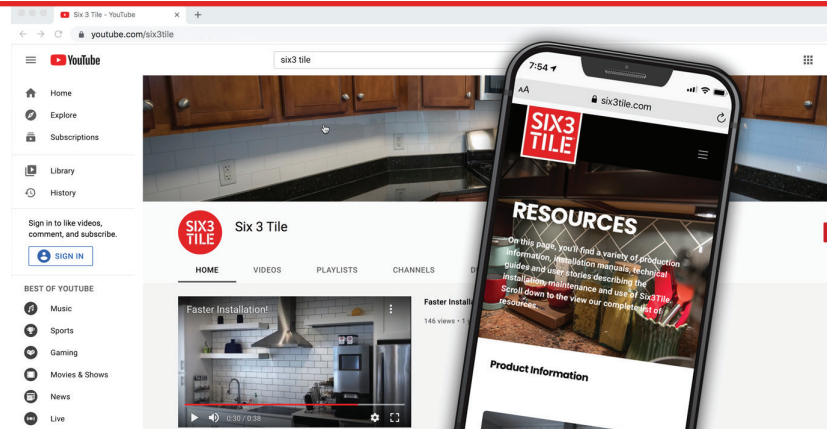 Six 3 Tile - YouTube
youtube.com/six3tile
YouTube
six3 tile
Home
Explore
Subscriptions
Library
History
Sign in to like videos,
comment, and subscribe.
SIGN IN
BEST OF YOUTUBE
Music
Sports
Gaming
Movies & Shows
News
Live
SIX3
TILE
Six 3 Tile
HOME VIDEOS PLAYLISTS CHANNELS
Faster Installation!
0:30 / 0:38
Faster
146 views
7:54
AA
six3tile.com
SIX3
TILE
RESOURCES
On this page, you'll find a variety of production
information, installation manuals, technical
guides and user stories describing the
installation, maintenance and use of Six3Tile.
Scroll down to the view our complete list of
resources.
Product Information